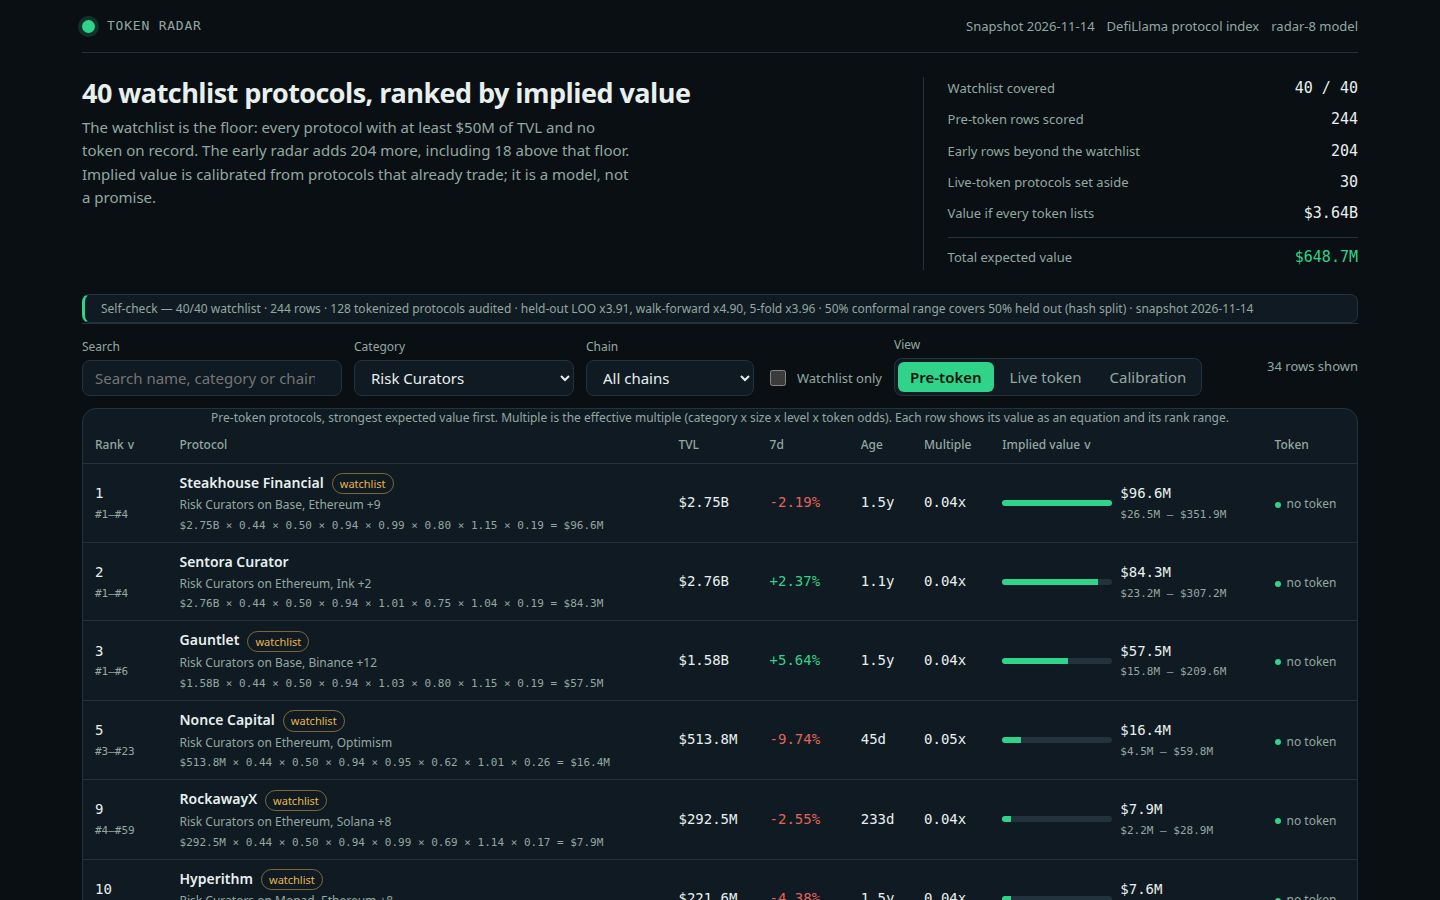 TOKEN RADAR
Snapshot 2026-11-14 DefiLlama protocol index radar-8 model
40 watchlist protocols, ranked by implied value
The watchlist is the floor: every protocol with at least $50M of TVL and no
token on record. The early radar adds 204 more, including 18 above that floor.
Implied value is calibrated from protocols that already trade; it is a model, not
a promise.
Watchlist covered 40 / 40
Pre-token rows scored 244
Early rows beyond the watchlist 204
Live-token protocols set aside 30
Value if every token lists $3.64B
Total expected value $648.7M
Self-check — 40/40 watchlist · 244 rows · 128 tokenized protocols audited · held-out LOO x3.91, walk-forward x4.90, 5-fold x3.96 · 50% conformal range covers 50% held out (hash split) · snapshot 2026-11-14
Search Category Chain View
Search name, category or chain Risk Curators All chains Watchlist only Pre-token Live token Calibration 34 rows shown
Pre-token protocols, strongest expected value first. Multiple is the effective multiple (category x size x level x token odds). Each row shows its value as an equation and its rank range.
Rank v Protocol TVL 7d Age Multiple Implied value v Token
1 Steakhouse Financial watchlist $2.75B -2.19% 1.5y 0.04x $96.6M no token
#1–#4 Risk Curators on Base, Ethereum +9 $26.5M – $351.9M
$2.75B × 0.44 × 0.50 × 0.94 × 0.99 × 0.80 × 1.15 × 0.19 = $96.6M
2 Sentora Curator $2.76B +2.37% 1.1y 0.04x $84.3M no token
#1–#4 Risk Curators on Ethereum, Ink +2 $23.2M – $307.2M
$2.76B × 0.44 × 0.50 × 0.94 × 1.01 × 0.75 × 1.04 × 0.19 = $84.3M
3 Gauntlet watchlist $1.58B +5.64% 1.5y 0.04x $57.5M no token
#1–#6 Risk Curators on Base, Binance +12 $15.8M – $209.6M
$1.58B × 0.44 × 0.50 × 0.94 × 1.03 × 0.80 × 1.15 × 0.19 = $57.5M
5 Nonce Capital watchlist $513.8M -9.74% 45d 0.05x $16.4M no token
#3–#23 Risk Curators on Ethereum, Optimism $4.5M – $59.8M
$513.8M × 0.44 × 0.50 × 0.94 × 0.95 × 0.62 × 1.01 × 0.26 = $16.4M
9 RockawayX watchlist $292.5M -2.55% 233d 0.04x $7.9M no token
#4–#59 Risk Curators on Ethereum, Solana +8 $2.2M – $28.9M
$292.5M × 0.44 × 0.50 × 0.94 × 0.99 × 0.69 × 1.14 × 0.17 = $7.9M
10 Hyperithm watchlist $221.6M -4.38% 1.5y 0.04x $7.6M no token
Risk Curators on Monad, Ethereum +8